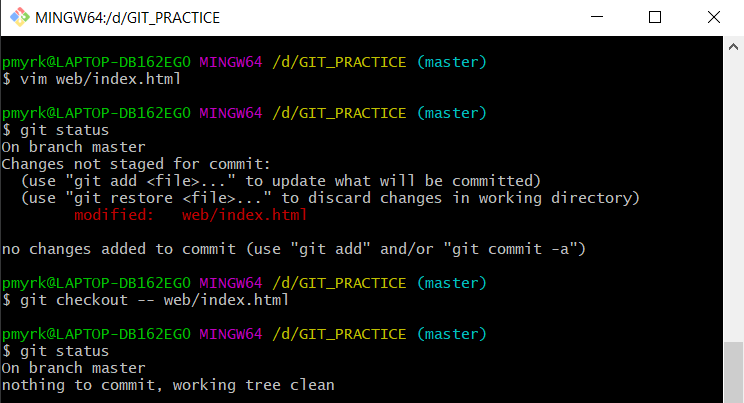 MINGW64:/d/GIT_PRACTICE
pmyrk@LAPTOP-DB162EGO MINGW64 /d/GIT_PRACTICE (master)
$ vim web/index.html
pmyrk@LAPTOP-DB162EGO MINGW64 /d/GIT_PRACTICE (master)
$ git status
On branch master
Changes not staged for commit:
  (use "git add <file>..." to update what will be committed)
  (use "git restore <file>..." to discard changes in working directory)
        modified:   web/index.html
no changes added to commit (use "git add" and/or "git commit -a")
pmyrk@LAPTOP-DB162EGO MINGW64 /d/GIT_PRACTICE (master)
$ git checkout -- web/index.html
pmyrk@LAPTOP-DB162EGO MINGW64 /d/GIT_PRACTICE (master)
$ git status
On branch master
nothing to commit, working tree clean